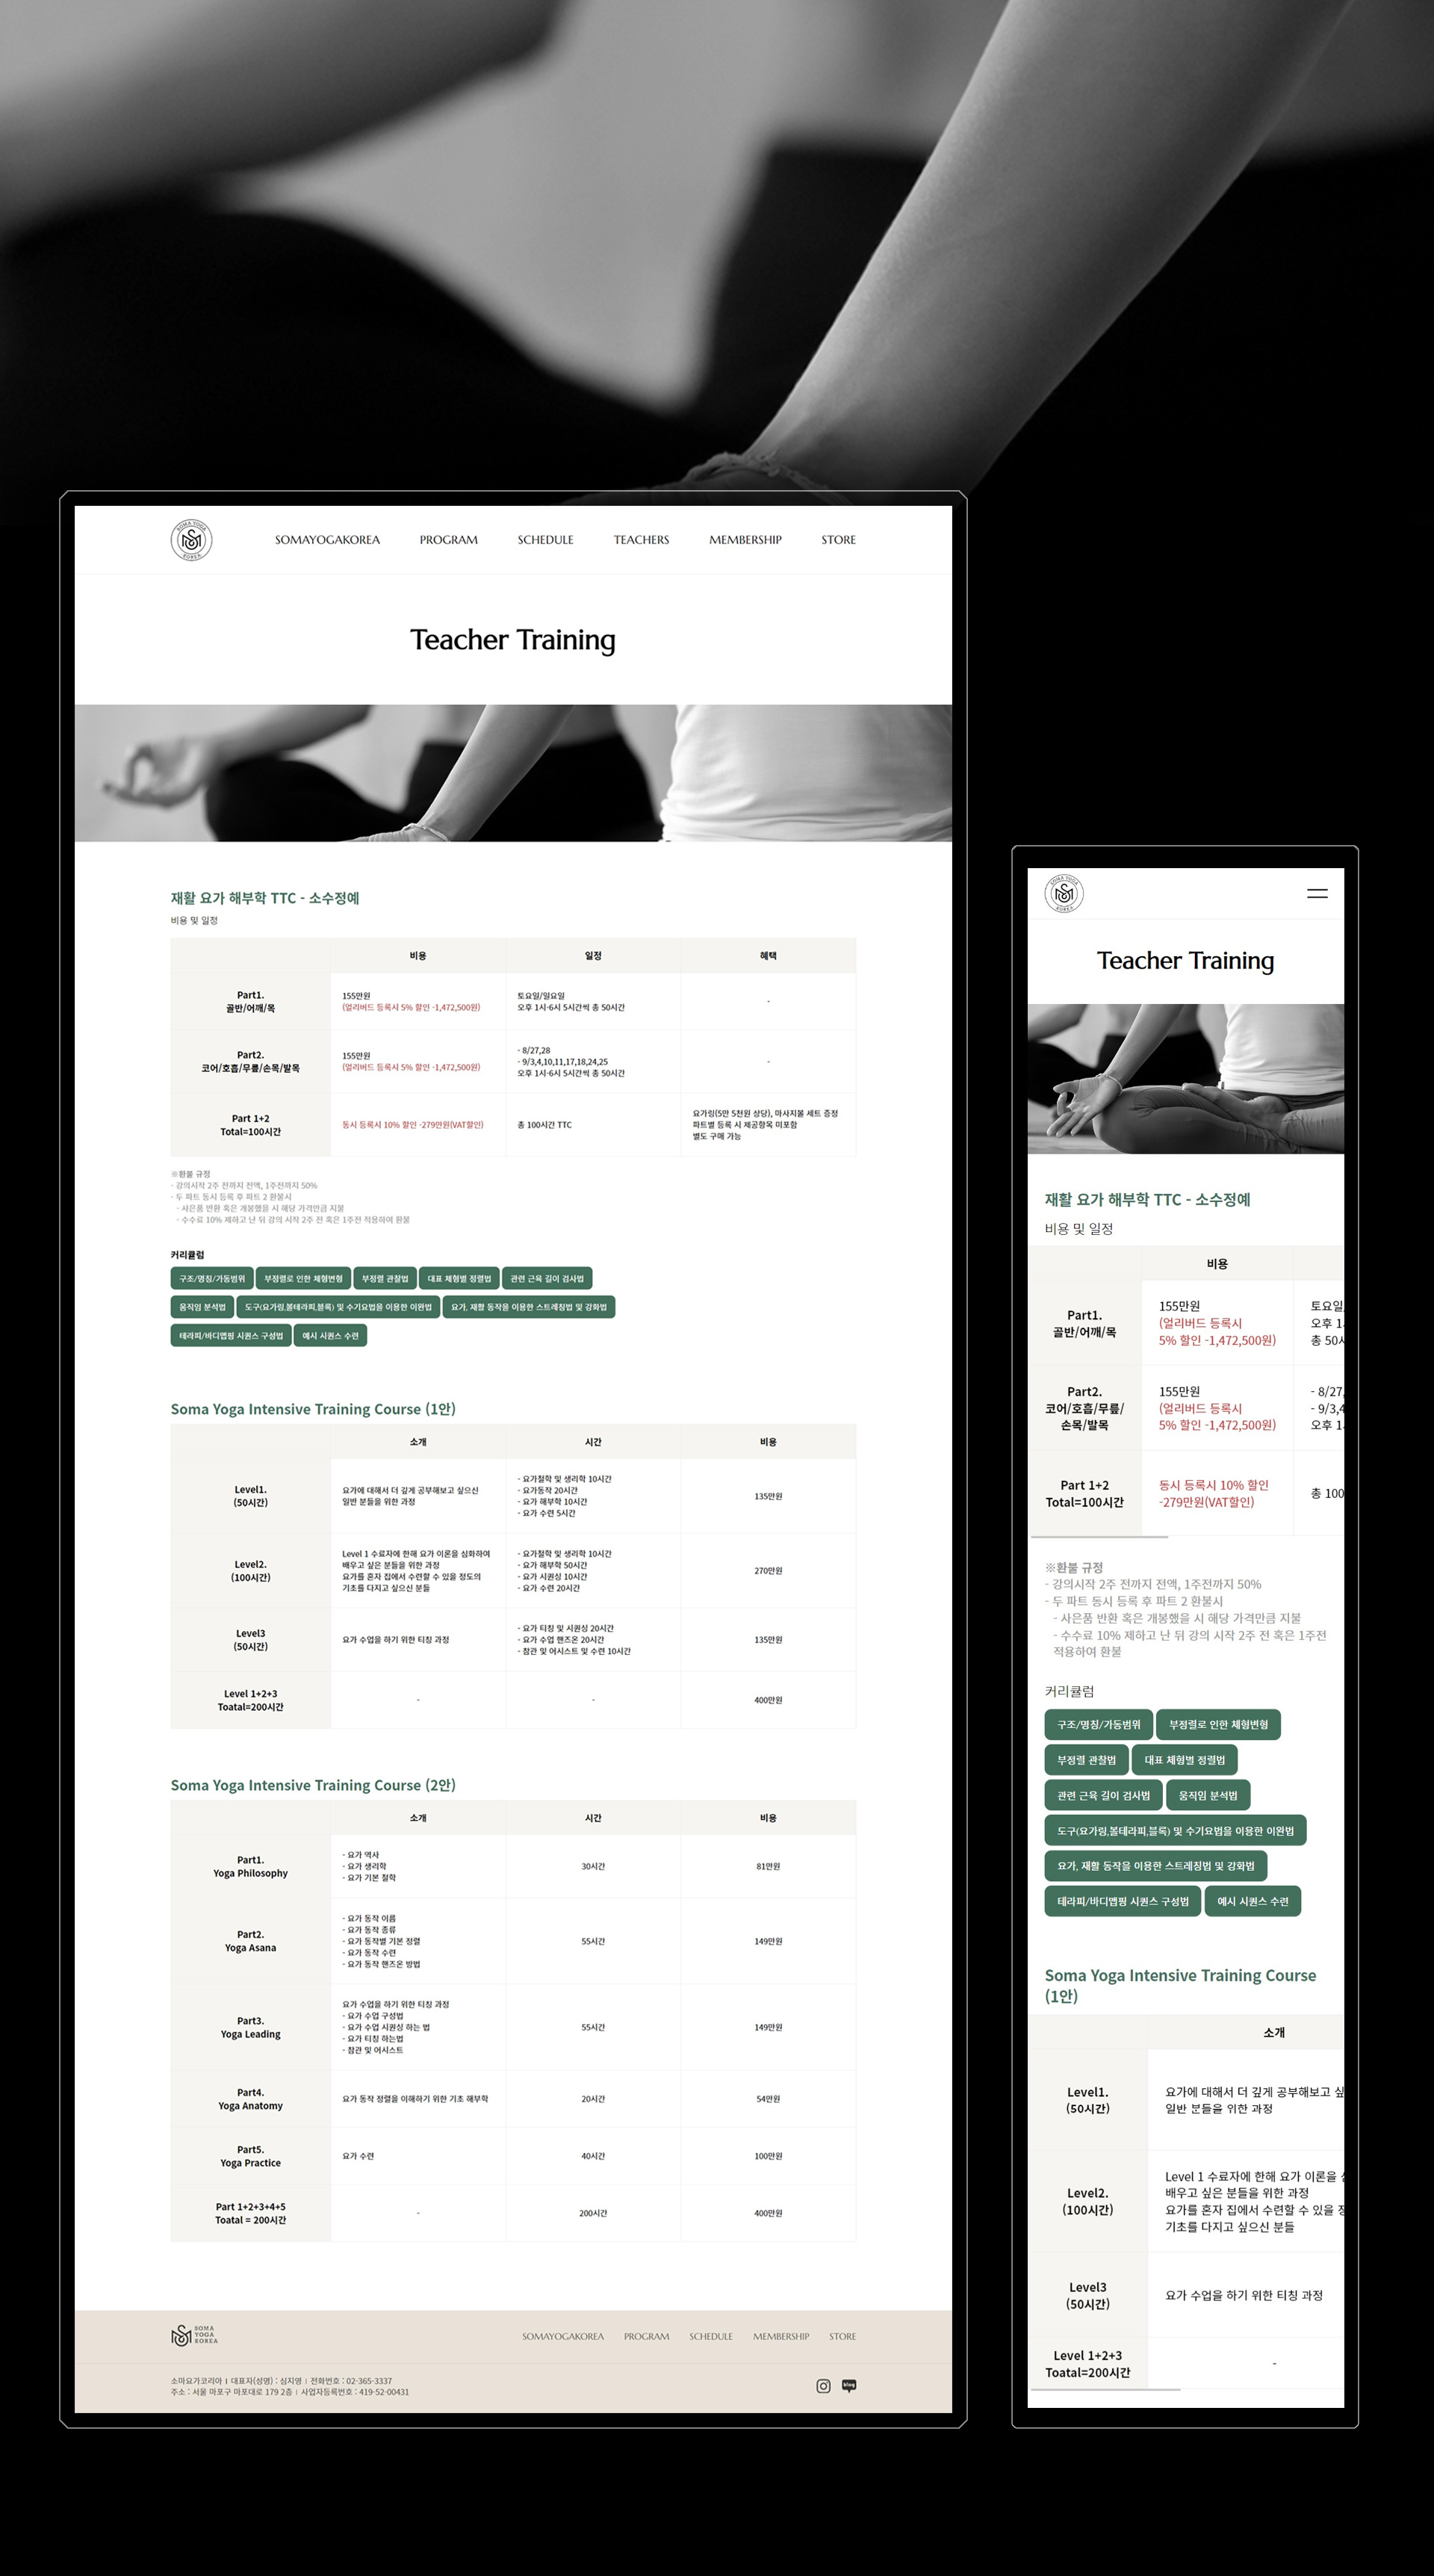 SOMA YOGA
KOREA
SOMAYOGAKOREA PROGRAM SCHEDULE TEACHERS MEMBERSHIP STORE
Teacher Training
재활 요가 해부학 TTC - 소수정예
비용 및 일정
비용 일정 혜택
Part1.
골반/어깨/목
155만원
(얼리버드 등록시 5% 할인 -1,472,500원)
토요일/일요일
오후 1시-6시 5시간씩 총 50시간
-
Part2.
코어/호흡/무릎/손목/발목
155만원
(얼리버드 등록시 5% 할인 -1,472,500원)
- 8/27,28
- 9/3,4,10,11,17,18,24,25
오후 1시-6시 5시간씩 총 50시간
-
Part 1+2
Total=100시간
동시 등록시 10% 할인 -279만원(VAT할인)
총 100시간 TTC
요가링(5만 5천원 상당), 마사지볼 세트 증정
파트별 등록 시 제공항목 미포함
별도 구매 가능
※환불 규정
- 강의시작 2주 전까지 전액, 1주전까지 50%
- 두 파트 동시 등록 후 파트 2 환불시
- 사은품 반환 혹은 개봉했을 시 해당 가격만큼 지불
- 수수료 10% 제하고 난 뒤 강의 시작 2주 전 혹은 1주전 적용하여 환불
커리큘럼
구조/명칭/가동범위 부정렬로 인한 체형변형 부정렬 관찰법 대표 체형별 정렬법 관련 근육 길이 검사법
움직임 분석법 도구(요가링,볼테라피,블록) 및 수기요법을 이용한 이완법 요가, 재활 동작을 이용한 스트레칭법 및 강화법
테라피/바디맵핑 시퀀스 구성법 예시 시퀀스 수련
Soma Yoga Intensive Training Course (1안)
소개 시간 비용
Level1.
(50시간)
요가에 대해서 더 깊게 공부해보고 싶으신
일반 분들을 위한 과정
- 요가철학 및 생리학 10시간
- 요가동작 20시간
- 요가 해부학 10시간
- 요가 수련 5시간
135만원
Level2.
(100시간)
Level 1 수료자에 한해 요가 이론을 심화하여
배우고 싶은 분들을 위한 과정
요가를 혼자 집에서 수련할 수 있을 정도의
기초를 다지고 싶으신 분들
- 요가철학 및 생리학 10시간
- 요가 해부학 50시간
- 요가 시퀀싱 10시간
- 요가 수련 20시간
270만원
Level3
(50시간)
요가 수업을 하기 위한 티칭 과정
- 요가 티칭 및 시퀀싱 20시간
- 요가 수업 핸즈온 20시간
- 참관 및 어시스트 및 수련 10시간
135만원
Level 1+2+3
Toatal=200시간
-
-
400만원
Soma Yoga Intensive Training Course (2안)
소개 시간 비용
Part1.
Yoga Philosophy
- 요가 역사
- 요가 생리학
- 요가 기본 철학
30시간
81만원
Part2.
Yoga Asana
- 요가 동작 이름
- 요가 동작 종류
- 요가 동작별 기본 정렬
- 요가 동작 수련
- 요가 동작 핸즈온 방법
55시간
149만원
Part3.
Yoga Leading
요가 수업을 하기 위한 티칭 과정
- 요가 수업 구성법
- 요가 수업 시퀀싱 하는 법
- 요가 티칭 하는법
- 참관 및 어시스트
55시간
149만원
Part4.
Yoga Anatomy
요가 동작 정렬을 이해하기 위한 기초 해부학
20시간
54만원
Part5.
Yoga Practice
요가 수련
40시간
100만원
Part 1+2+3+4+5
Toatal = 200시간
-
200시간
400만원
SOMA
YOGA
KOREA
SOMAYOGAKOREA PROGRAM SCHEDULE MEMBERSHIP STORE
소마요가코리아 I 대표자(성명) : 심지영 I 전화번호 : 02-365-3337
주소 : 서울 마포구 마포대로 179 2층 I 사업자등록번호 : 419-52-00431
blog
SOMA YOGA
KOREA
Teacher Training
재활 요가 해부학 TTC - 소수정예
비용 및 일정
비용
Part1.
골반/어깨/목
155만원
(얼리버드 등록시
5% 할인 -1,472,500원)
토요일
오후 1
총 50
Part2.
코어/호흡/무릎/
손목/발목
155만원
(얼리버드 등록시
5% 할인 -1,472,500원)
- 8/27,
- 9/3,4
오후 1
Part 1+2
Total=100시간
동시 등록시 10% 할인
-279만원(VAT할인)
총 100
※환불 규정
- 강의시작 2주 전까지 전액, 1주전까지 50%
- 두 파트 동시 등록 후 파트 2 환불시
- 사은품 반환 혹은 개봉했을 시 해당 가격만큼 지불
- 수수료 10% 제하고 난 뒤 강의 시작 2주 전 혹은 1주전
적용하여 환불
커리큘럼
구조/명칭/가동범위 부정렬로 인한 체형변형
부정렬 관찰법 대표 체형별 정렬법
관련 근육 길이 검사법 움직임 분석법
도구(요가링,볼테라피,블록) 및 수기요법을 이용한 이완법
요가, 재활 동작을 이용한 스트레칭법 및 강화법
테라피/바디맵핑 시퀀스 구성법 예시 시퀀스 수련
Soma Yoga Intensive Training Course
(1안)
소개
Level1.
(50시간)
요가에 대해서 더 깊게 공부해보고 싶
일반 분들을 위한 과정
Level2.
(100시간)
Level 1 수료자에 한해 요가 이론을
배우고 싶은 분들을 위한 과정
요가를 혼자 집에서 수련할 수 있을 정
기초를 다지고 싶으신 분들
Level3
(50시간)
요가 수업을 하기 위한 티칭 과정
Level 1+2+3
Toatal=200시간
-